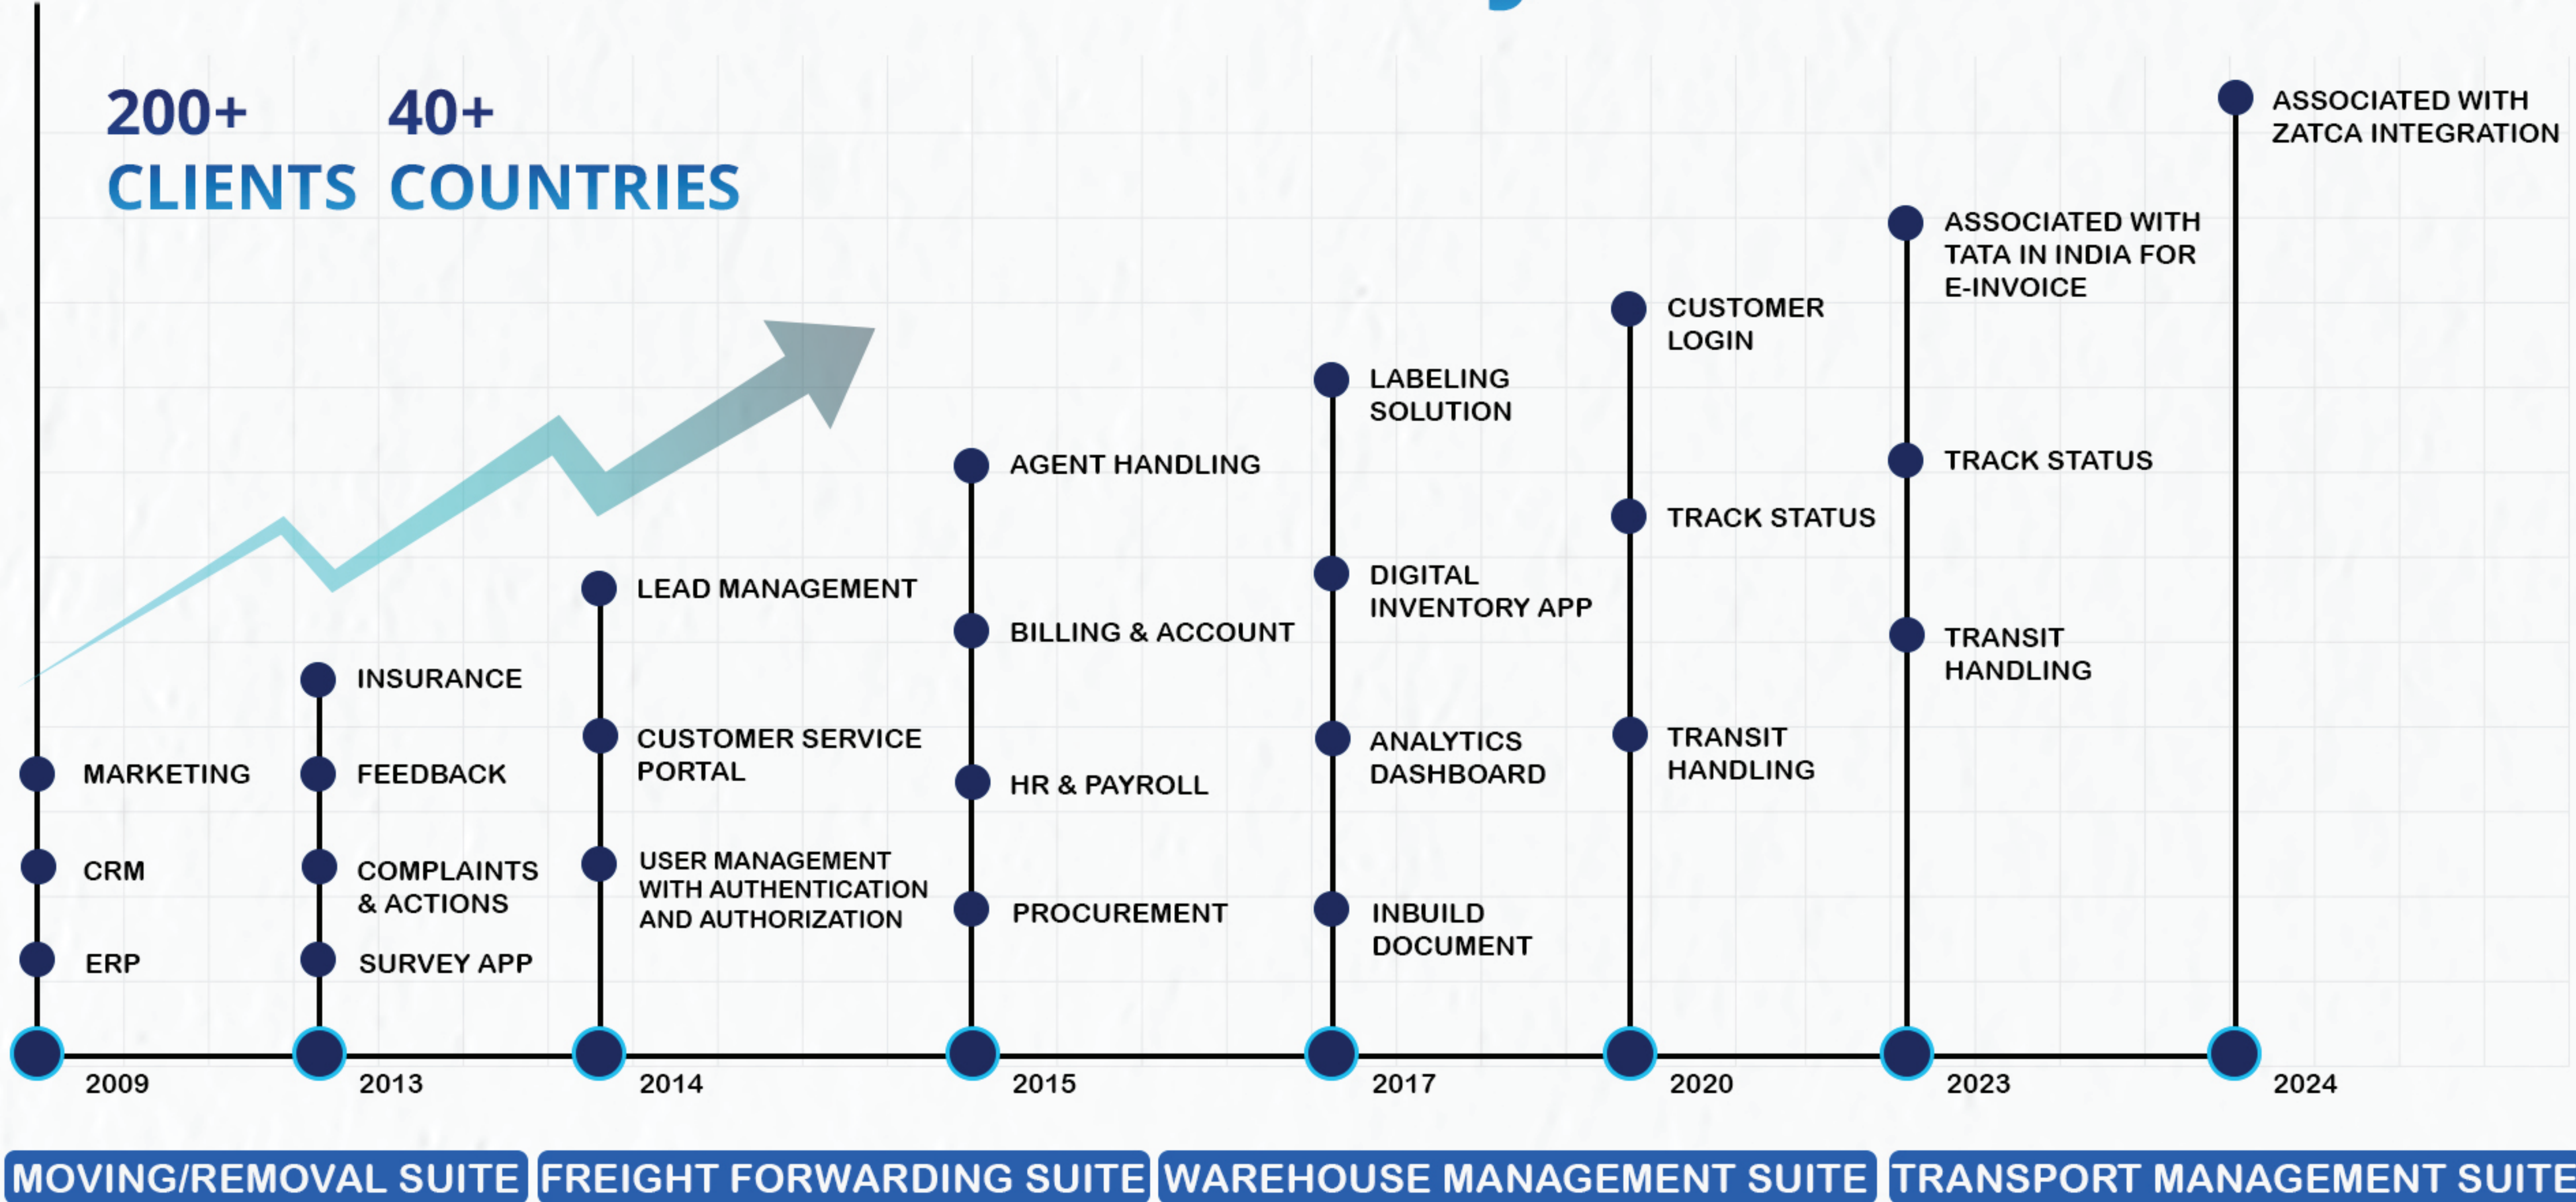 200+
CLIENTS
40+
COUNTRIES
MARKETING
CRM
ERP
2009
INSURANCE
FEEDBACK
COMPLAINTS
& ACTIONS
SURVEY APP
2013
LEAD MANAGEMENT
CUSTOMER SERVICE
PORTAL
USER MANAGEMENT
WITH AUTHENTICATION
AND AUTHORIZATION
2014
AGENT HANDLING
BILLING & ACCOUNT
HR & PAYROLL
PROCUREMENT
2015
LABELING
SOLUTION
DIGITAL
INVENTORY APP
ANALYTICS
DASHBOARD
INBUILD
DOCUMENT
2017
CUSTOMER
LOGIN
TRACK STATUS
TRANSIT
HANDLING
2020
ASSOCIATED WITH
TATA IN INDIA FOR
E-INVOICE
TRACK STATUS
TRANSIT
HANDLING
2023
ASSOCIATED WITH
ZATCA INTEGRATION
2024
MOVING/REMOVAL SUITE
FREIGHT FORWARDING SUITE
WAREHOUSE MANAGEMENT SUITE
TRANSPORT MANAGEMENT SUITE